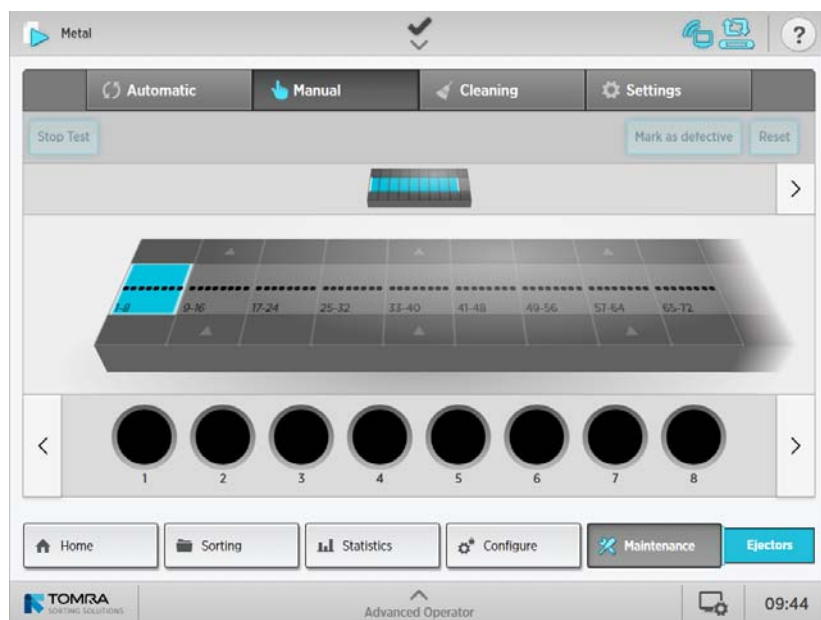 Metal
?
Automatic
Manual
Cleaning
Settings
Stop Test
Mark as defective
Reset
1-8 9-16 17-24 25-32 33-40 41-48 49-56 57-64 65-72
1 2 3 4 5 6 7 8
Home
Sorting
Statistics
Configure
Maintenance
Ejectors
TOMRA
SORTING SOLUTIONS
Advanced Operator
09:44